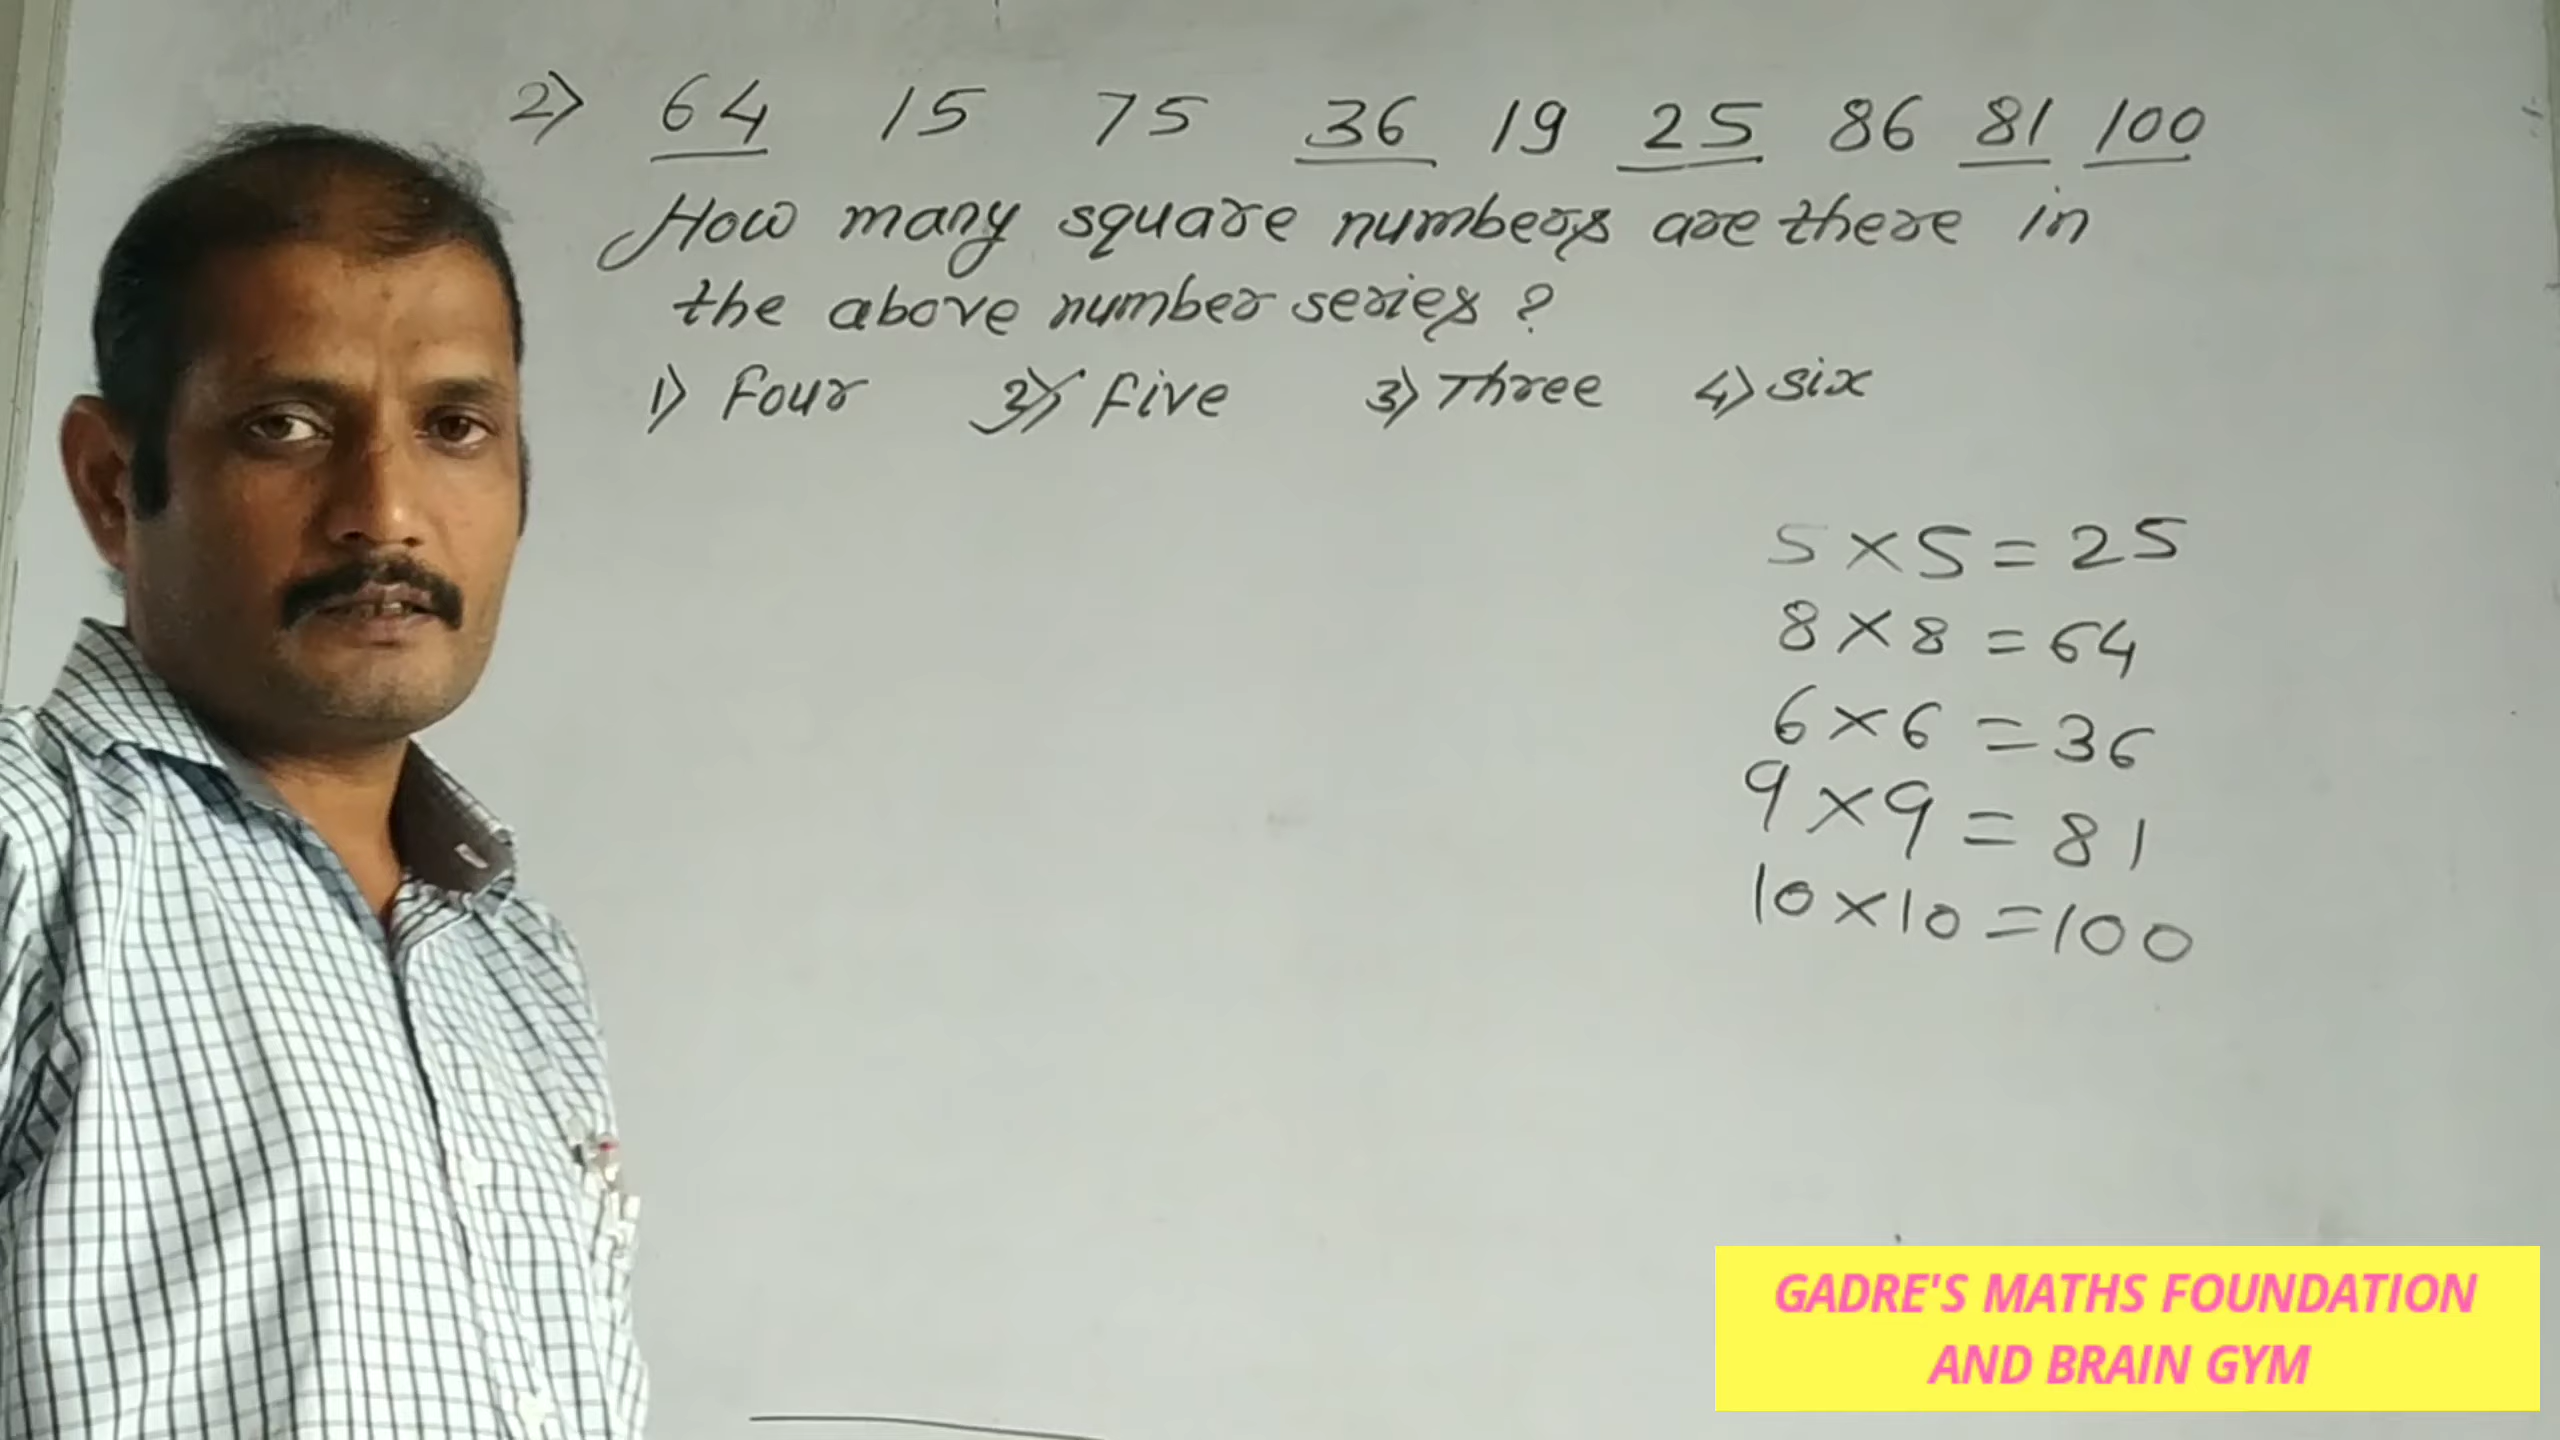 2) 64 15 75 36 19 25 86 81 100
How many square numbers are there in
the above number series?
1) Four 2) Five 3) Three 4) six
5 × 5 = 25
8 × 8 = 64
6 × 6 = 36
9 × 9 = 81
10 × 10 = 100
GADRE'S MATHS FOUNDATION
AND BRAIN GYM